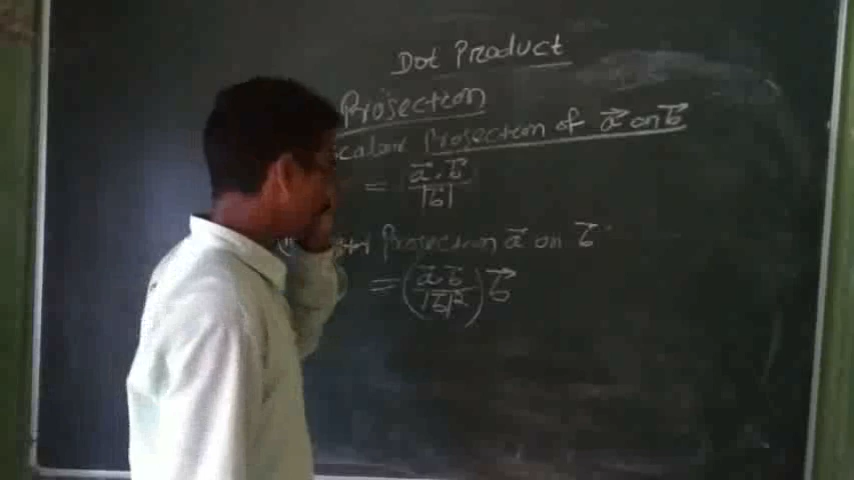 Dot Product
Projection
Scalar Projection of a⃗ on b⃗
= a⃗ · b⃗ / |b⃗|
Projection a⃗ on b⃗
= (a⃗ · b⃗ / |b⃗|²) b⃗